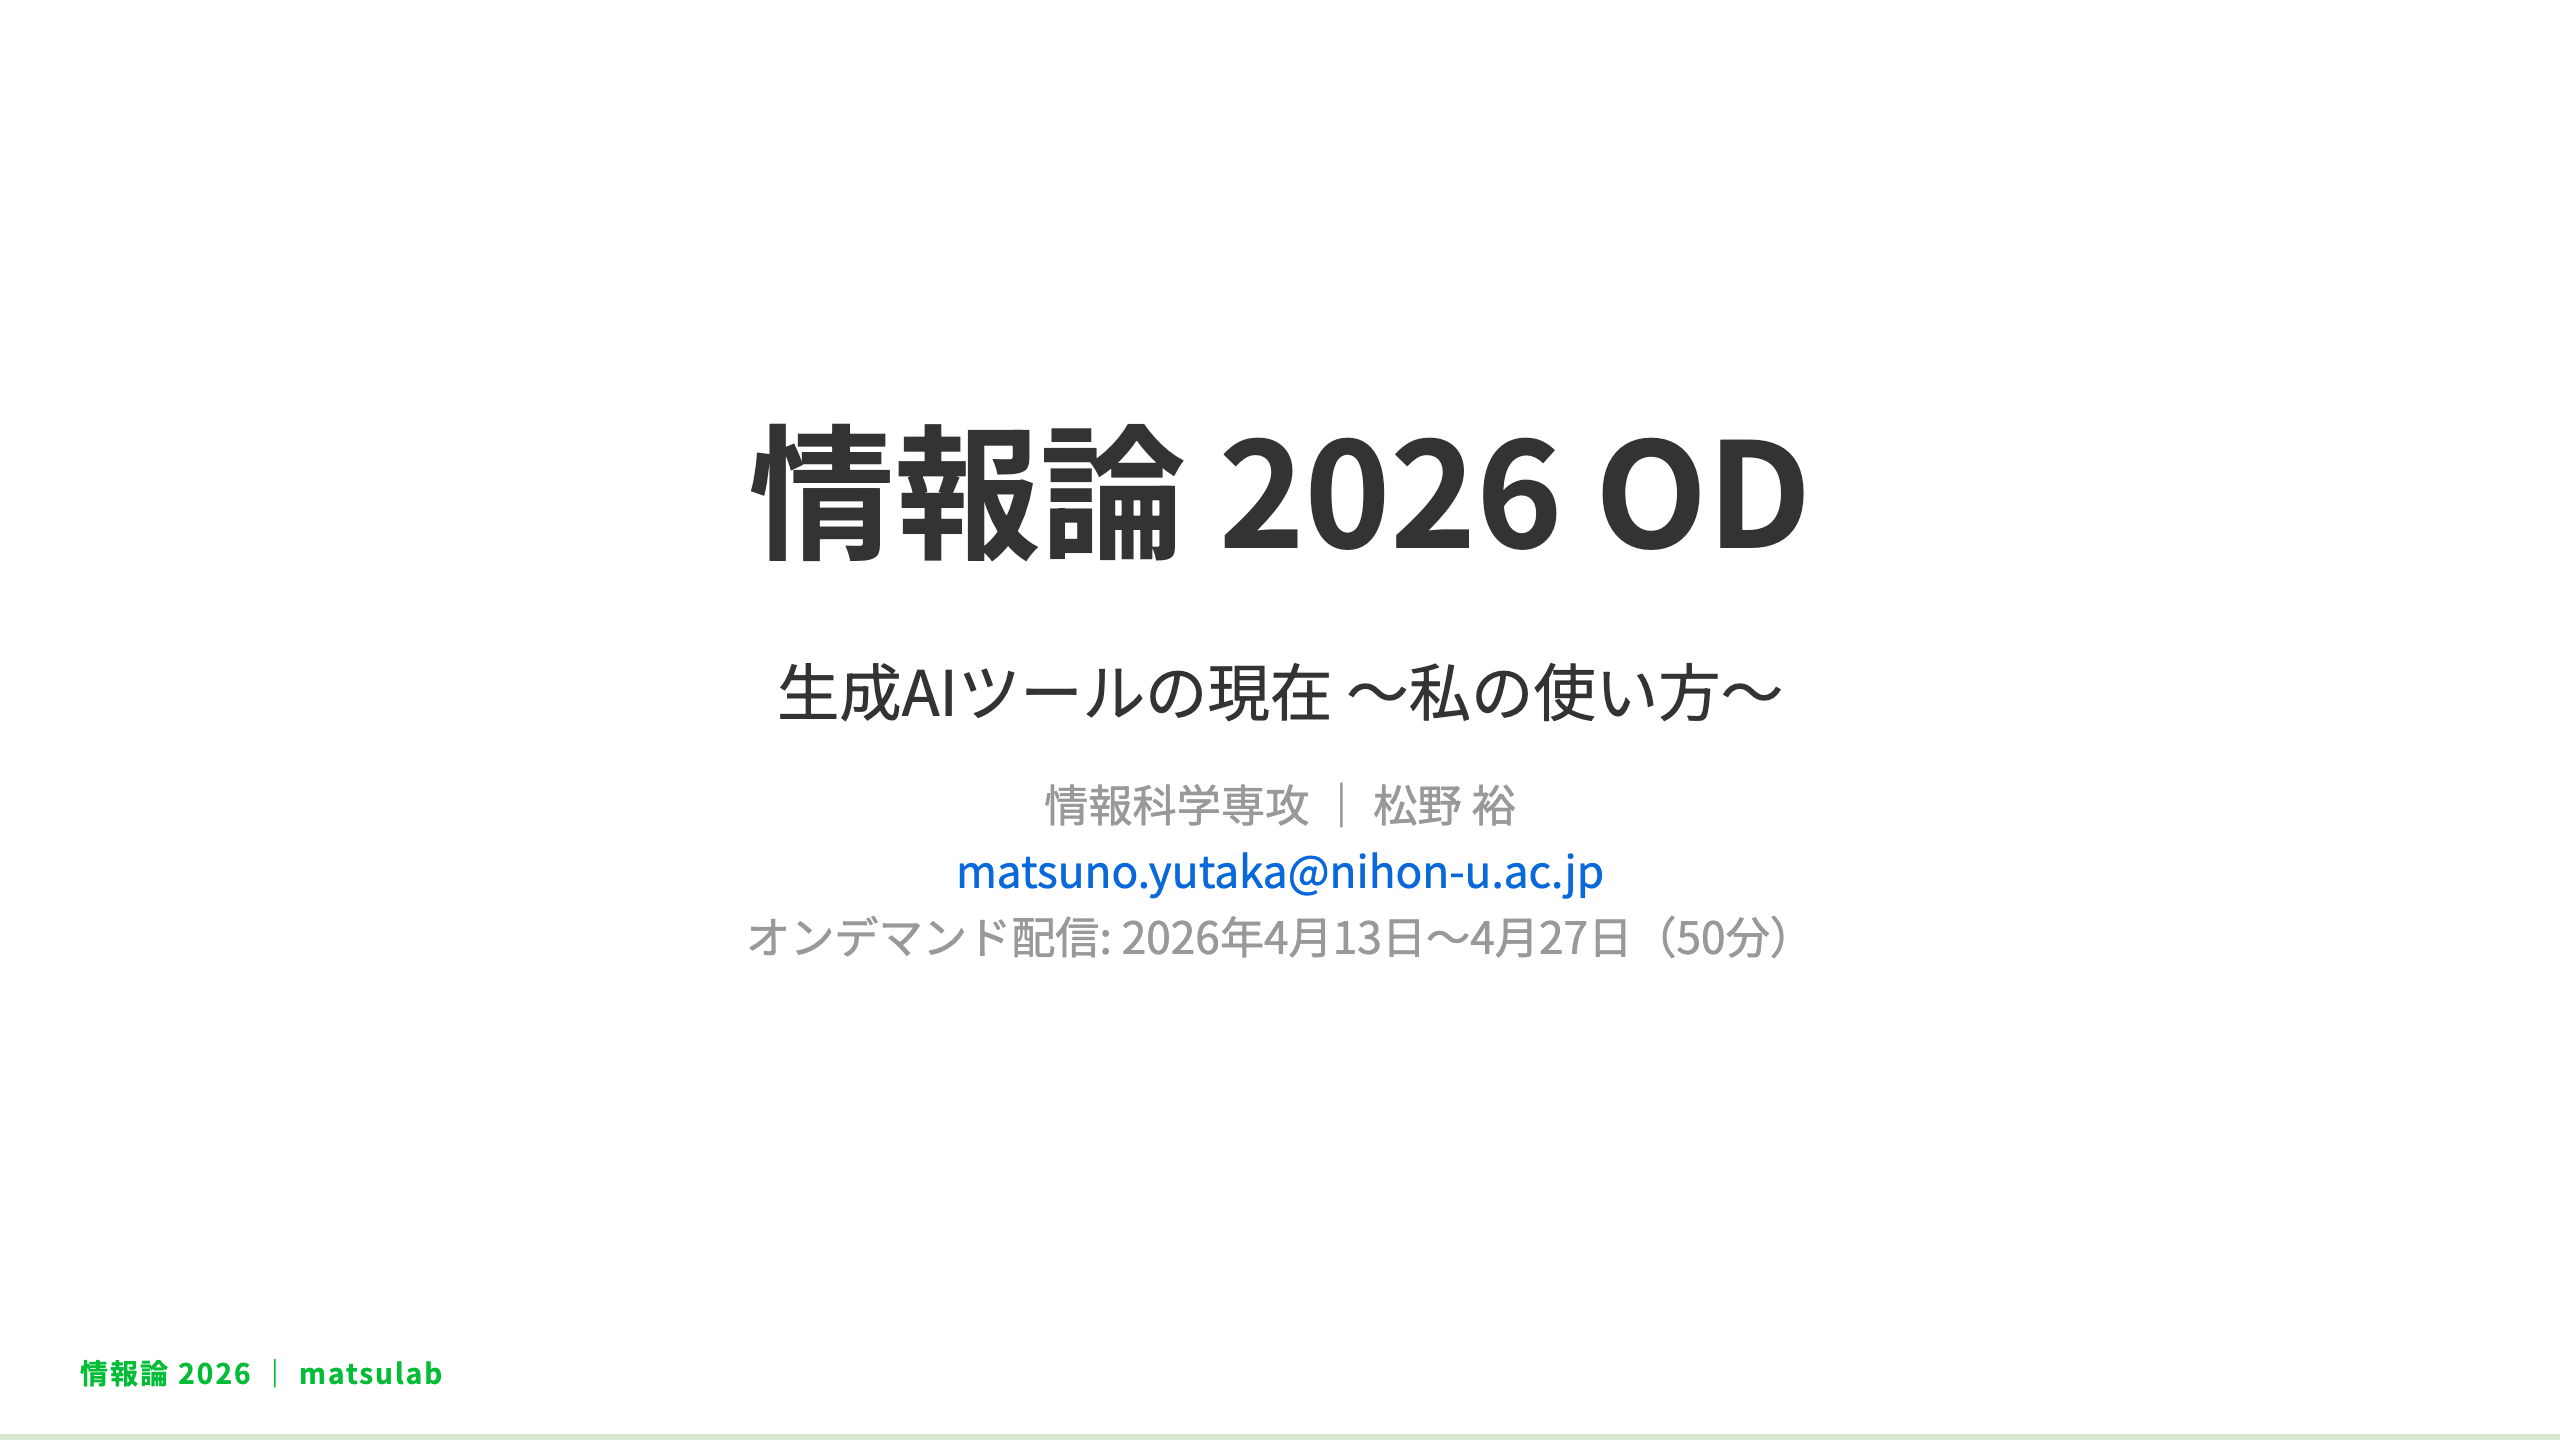 情報論 2026 OD
生成AIツールの現在 〜私の使い方〜
情報科学専攻 ｜ 松野 裕
matsuno.yutaka@nihon-u.ac.jp
オンデマンド配信: 2026年4月13日〜4月27日（50分）
情報論 2026 ｜ matsulab